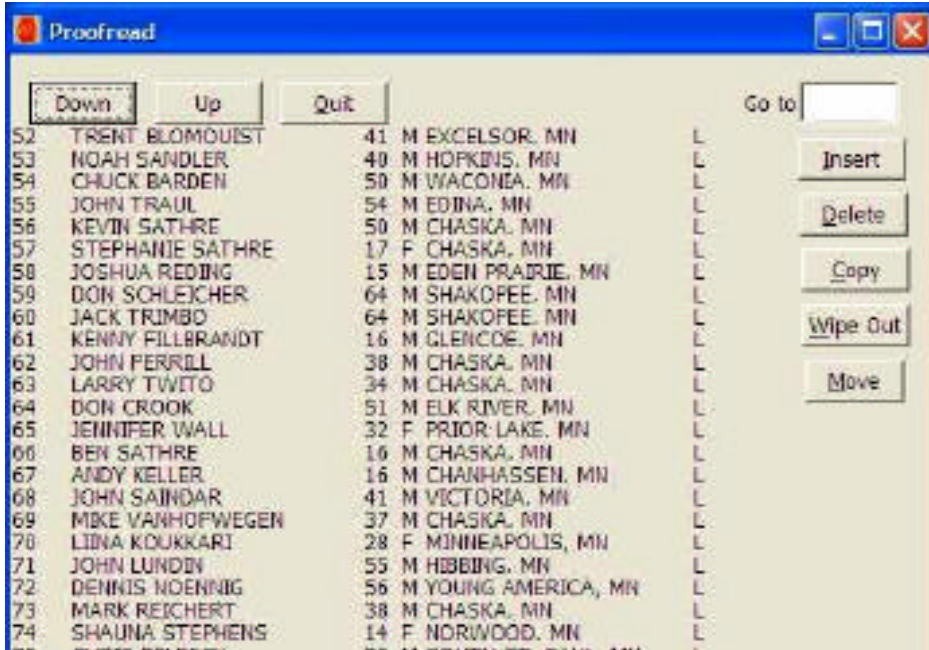 Proofread
Down Up Quit Go to
52 TRENT BLOMQUIST 41 M EXCELSOR, MN L
53 NOAH SANDLER 40 M HOPKINS, MN L
Insert
54 CHUCK BARDEN 50 M WACONIA, MN L
55 JOHN TRAUL 54 M EDINA, MN L
Delete
56 KEVIN SATHRE 50 M CHASKA, MN L
57 STEPHANIE SATHRE 17 F CHASKA, MN L
58 JOSHUA REDING 15 M EDEN PRAIRIE, MN L
Copy
59 DON SCHLEICHER 64 M SHAKOPEE, MN L
60 JACK TRIMBO 64 M SHAKOPEE, MN L
Wipe Out
61 KENNY FILLBRANDT 16 M GLENCOE, MN L
62 JOHN PERRILL 38 M CHASKA, MN L
63 LARRY TWITO 34 M CHASKA, MN L
Move
64 DON CROOK 51 M ELK RIVER, MN L
65 JENNIFER WALL 32 F PRIOR LAKE, MN L
66 BEN SATHRE 16 M CHASKA, MN L
67 ANDY KELLER 16 M CHANHASSEN, MN L
68 JOHN SAINDAR 41 M VICTORIA, MN L
69 MIKE VANHOFWEGEN 37 M CHASKA, MN L
70 LIINA KOUKKARI 28 F MINNEAPOLIS, MN L
71 JOHN LUNDIN 55 M HIBBING, MN L
72 DENNIS NOENNIG 56 M YOUNG AMERICA, MN L
73 MARK REICHERT 38 M CHASKA, MN L
74 SHAUNA STEPHENS 14 F NORWOOD, MN L